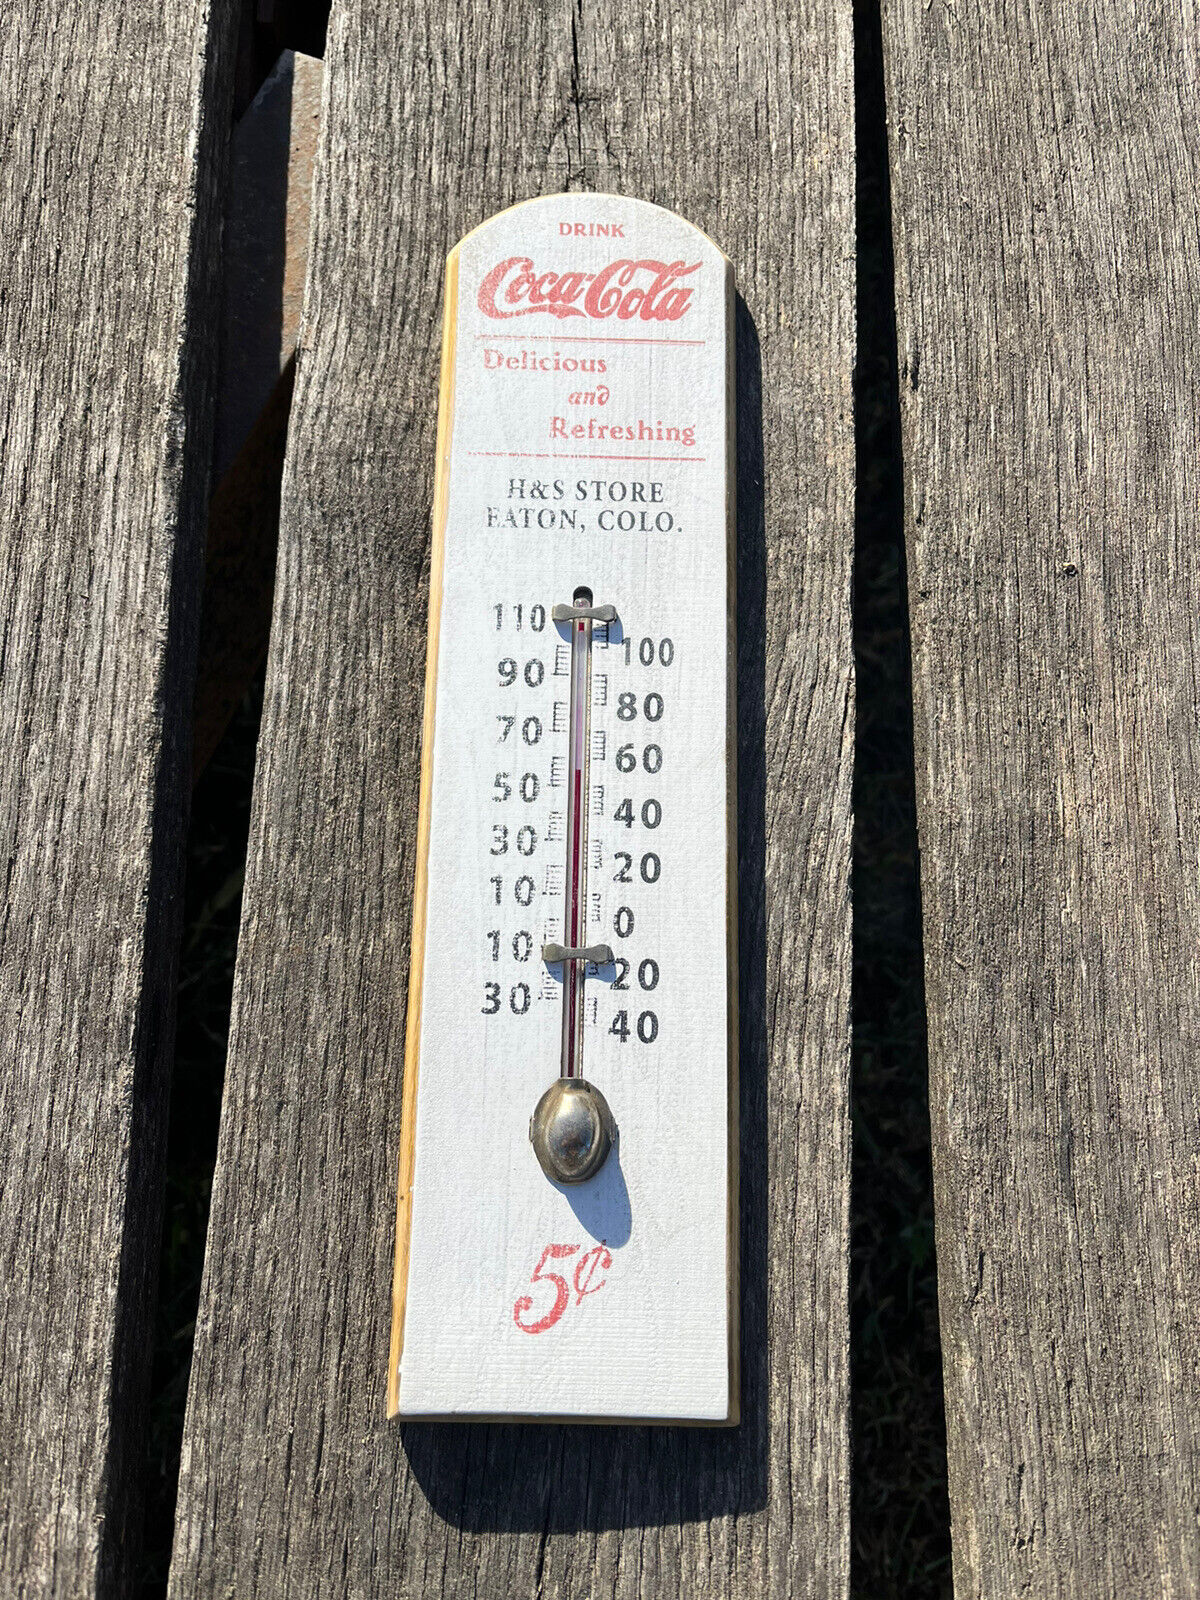 DRINK
Coca-Cola
Delicious
and
Refreshing
H&S STORE
EATON, COLO.
110
100
90
80
70
60
50
40
30
20
10
0
10
20
30
40
5¢